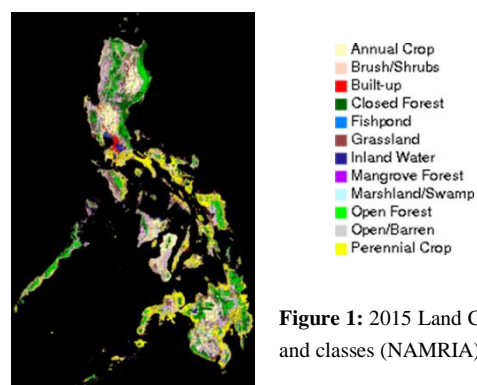 Annual Crop
Brush/Shrubs
Built-up
Closed Forest
Fishpond
Grassland
Inland Water
Mangrove Forest
Marshland/Swamp
Open Forest
Open/Barren
Perennial Crop
Figure 1: 2015 Land C
and classes (NAMRIA)